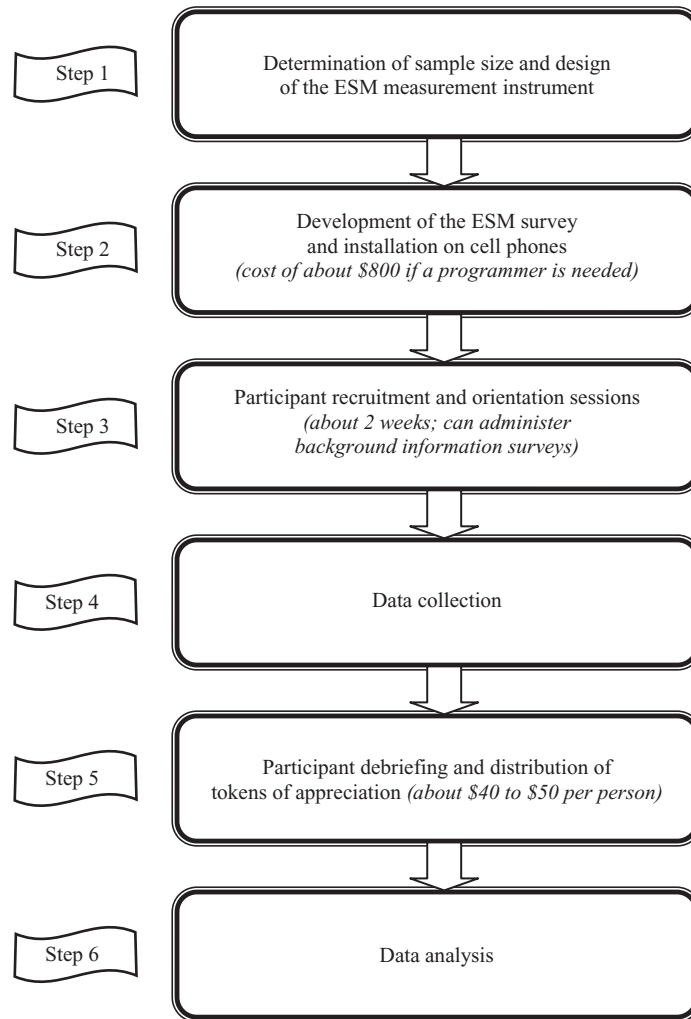 Step 1
Determination of sample size and design
of the ESM measurement instrument
Step 2
Development of the ESM survey
and installation on cell phones
(cost of about $800 if a programmer is needed)
Step 3
Participant recruitment and orientation sessions
(about 2 weeks; can administer
background information surveys)
Step 4
Data collection
Step 5
Participant debriefing and distribution of
tokens of appreciation (about $40 to $50 per person)
Step 6
Data analysis